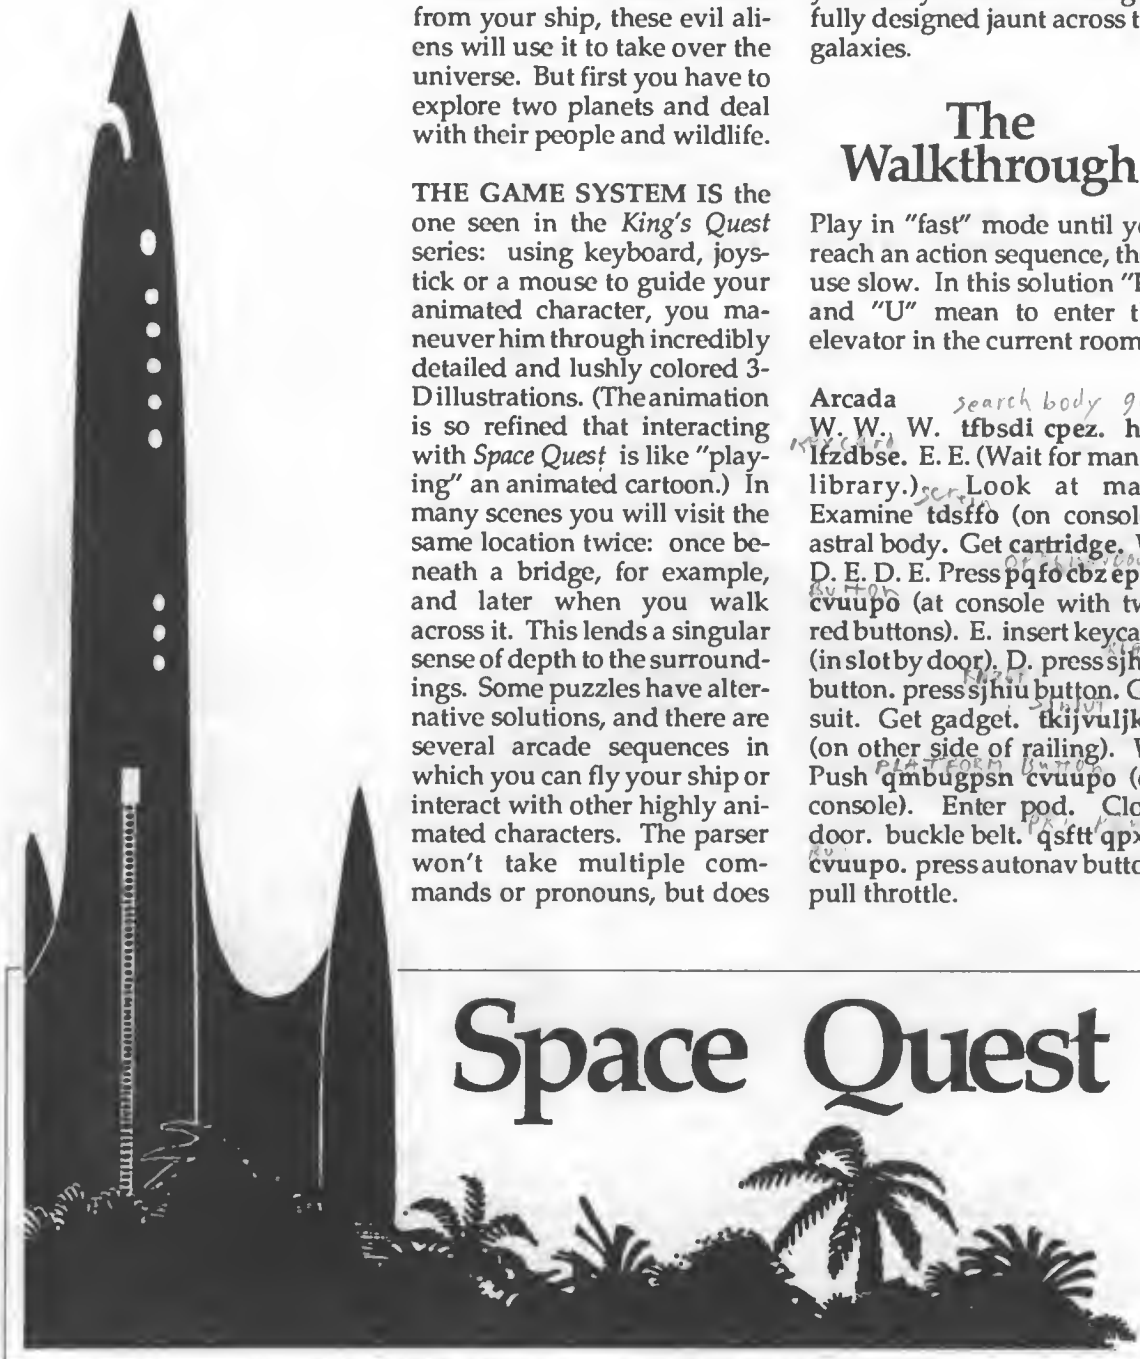 from your ship, these evil ali-
ens will use it to take over the
universe. But first you have to
explore two planets and deal
with their people and wildlife.
THE GAME SYSTEM IS the
one seen in the King's Quest
series: using keyboard, joys-
tick or a mouse to guide your
animated character, you ma-
neuver him through incredibly
detailed and lushly colored 3-
D illustrations. (The animation
is so refined that interacting
with Space Quest is like "play-
ing" an animated cartoon.) In
many scenes you will visit the
same location twice: once be-
neath a bridge, for example,
and later when you walk
across it. This lends a singular
sense of depth to the surround-
ings. Some puzzles have alter-
native solutions, and there are
several arcade sequences in
which you can fly your ship or
interact with other highly ani-
mated characters. The parser
won't take multiple com-
mands or pronouns, but does
fully designed jaunt across t
galaxies.
The
Walkthrough
Play in "fast" mode until y
reach an action sequence, th
use slow. In this solution "
and "U" mean to enter t
elevator in the current room
Arcada search body g
W. W. W. tfbsdi cpez. h
keycard
lfzdbse. E. E. (Wait for man
library.) Look at ma
screen
Examine tdsffo (on consol
astral body. Get cartridge.
D. E. D. E. Press pqfo cbz ep
button
cvuupo (at console with tw
red buttons). E. insert keyca
(in slot by door). D. press sjh
right
button. press sjhiu button.
suit. Get gadget. tkijvuljk
(on other side of railing).
PLATFORM BUTTON
Push qmbugpsn cvuupo (
console). Enter pod. Clo
door. buckle belt. qsftt qpx
cvuupo. press autonav butto
pull throttle.
Space Quest